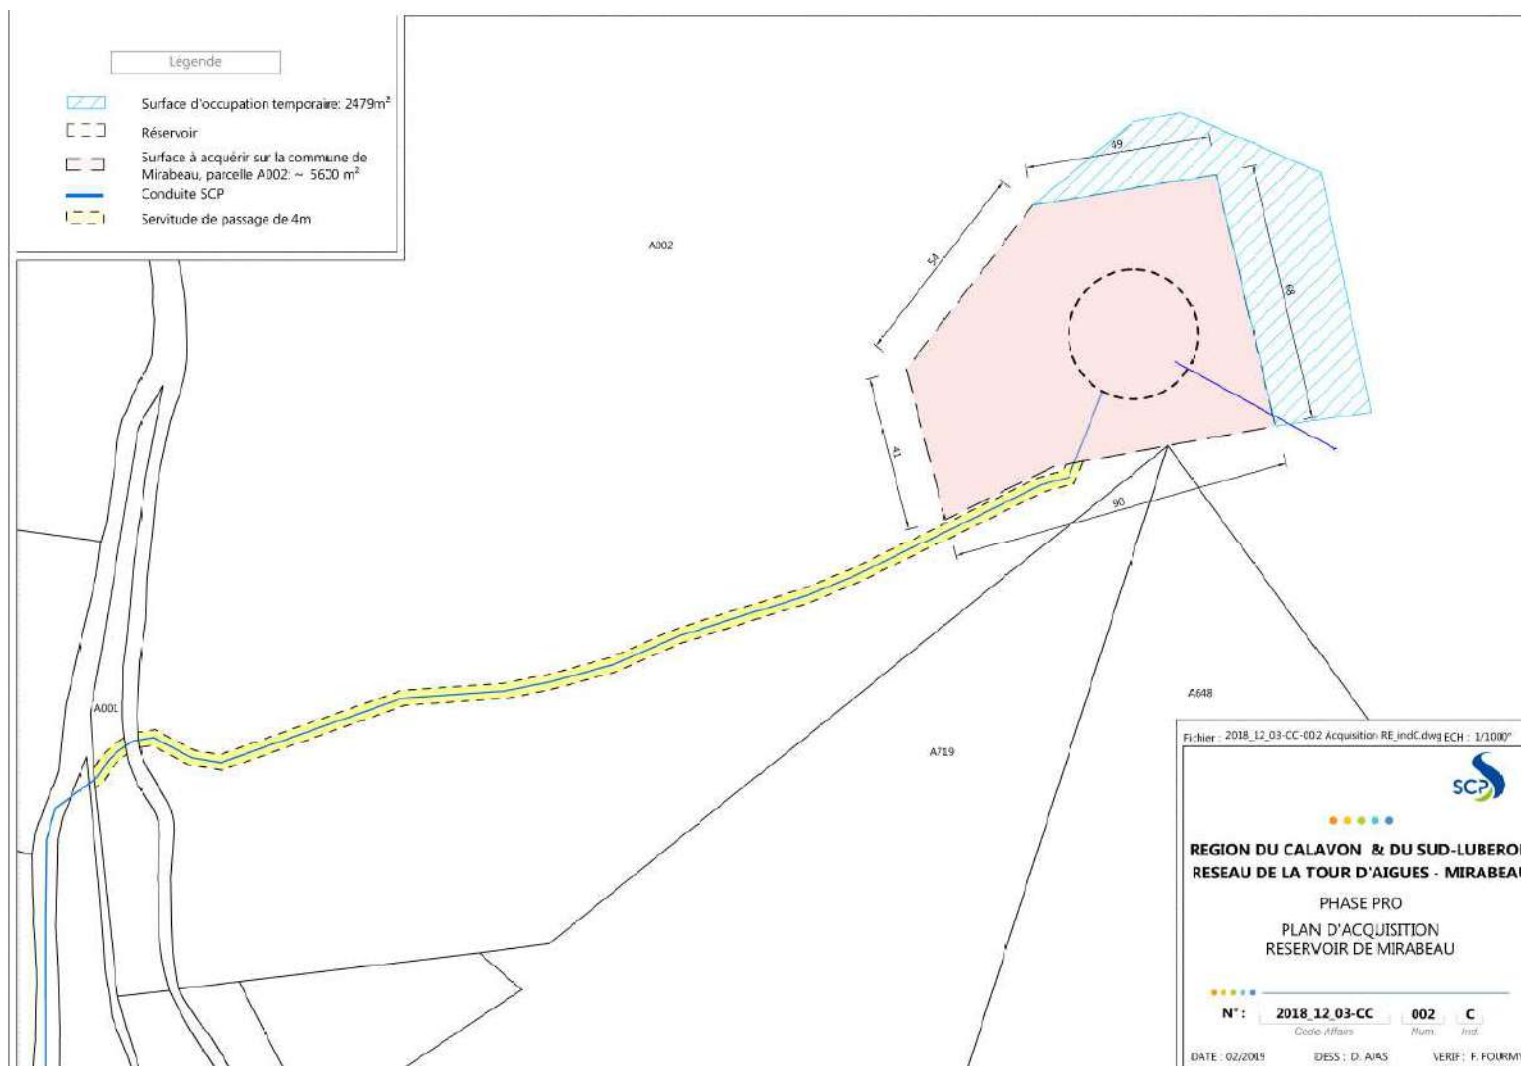 Légende
Surface d'occupation temporaire: 2479m²
Réservoir
Surface à acquérir sur la commune de
Mirabeau, parcelle A002: ~ 5600 m²
Conduite SCP
Servitude de passage de 4m
A002
49
54
68
41
90
A001
A719
A648
Fichier : 2018_12_03-CC-002 Acquisition RE_indC.dwg ECH : 1/1000°
SCP
REGION DU CALAVON & DU SUD-LUBERON
RESEAU DE LA TOUR D'AIGUES - MIRABEAU
PHASE PRO
PLAN D'ACQUISITION
RESERVOIR DE MIRABEAU
N° : 2018_12_03-CC 002 C
Code Affaire Num. Ind.
DATE : 02/2019 DESS : D. VERIF : F. FOURMY